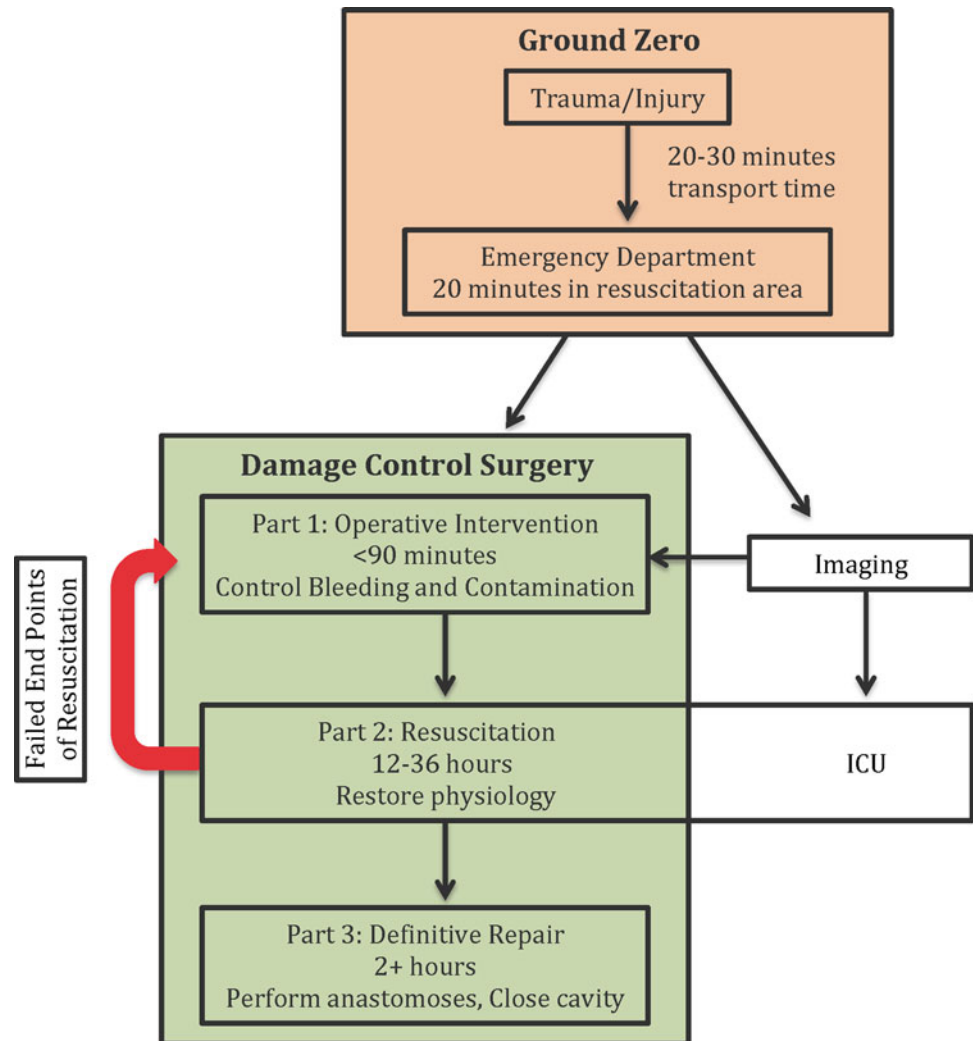 Ground Zero
Trauma/Injury
20-30 minutes
transport time
Emergency Department
20 minutes in resuscitation area
Damage Control Surgery
Part 1: Operative Intervention
<90 minutes
Control Bleeding and Contamination
Imaging
Failed End Points
of Resuscitation
Part 2: Resuscitation
12-36 hours
Restore physiology
ICU
Part 3: Definitive Repair
2+ hours
Perform anastomoses, Close cavity